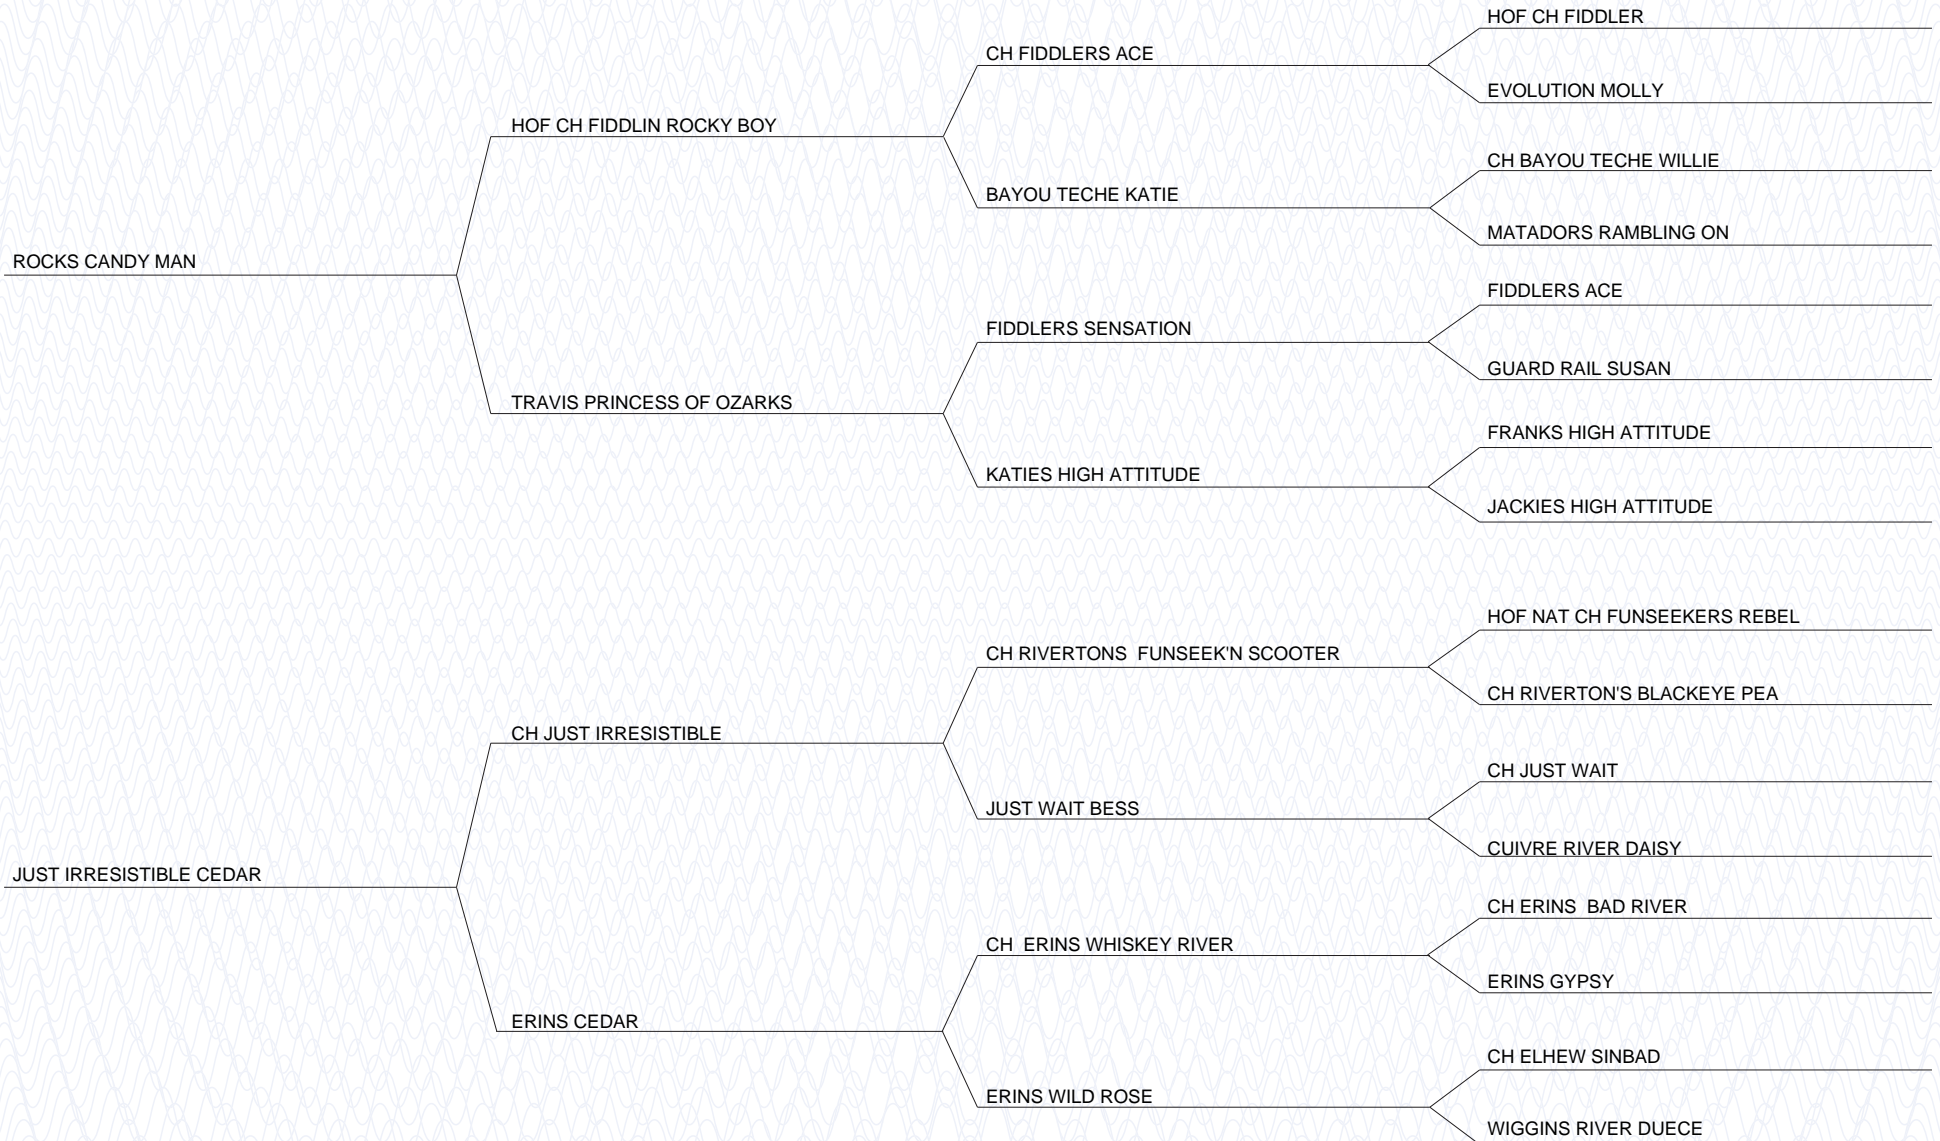 HOF CH FIDDLER
CH FIDDLERS ACE
EVOLUTION MOLLY
HOF CH FIDDLIN ROCKY BOY
CH BAYOU TECHE WILLIE
BAYOU TECHE KATIE
MATADORS RAMBLING ON
ROCKS CANDY MAN
FIDDLERS ACE
FIDDLERS SENSATION
GUARD RAIL SUSAN
TRAVIS PRINCESS OF OZARKS
FRANKS HIGH ATTITUDE
KATIES HIGH ATTITUDE
JACKIES HIGH ATTITUDE
HOF NAT CH FUNSEEKERS REBEL
CH RIVERTONS  FUNSEEK'N SCOOTER
CH RIVERTON'S BLACKEYE PEA
CH JUST IRRESISTIBLE
CH JUST WAIT
JUST WAIT BESS
CUIVRE RIVER DAISY
JUST IRRESISTIBLE CEDAR
CH ERINS  BAD RIVER
CH  ERINS WHISKEY RIVER
ERINS GYPSY
ERINS CEDAR
CH ELHEW SINBAD
ERINS WILD ROSE
WIGGINS RIVER DUECE